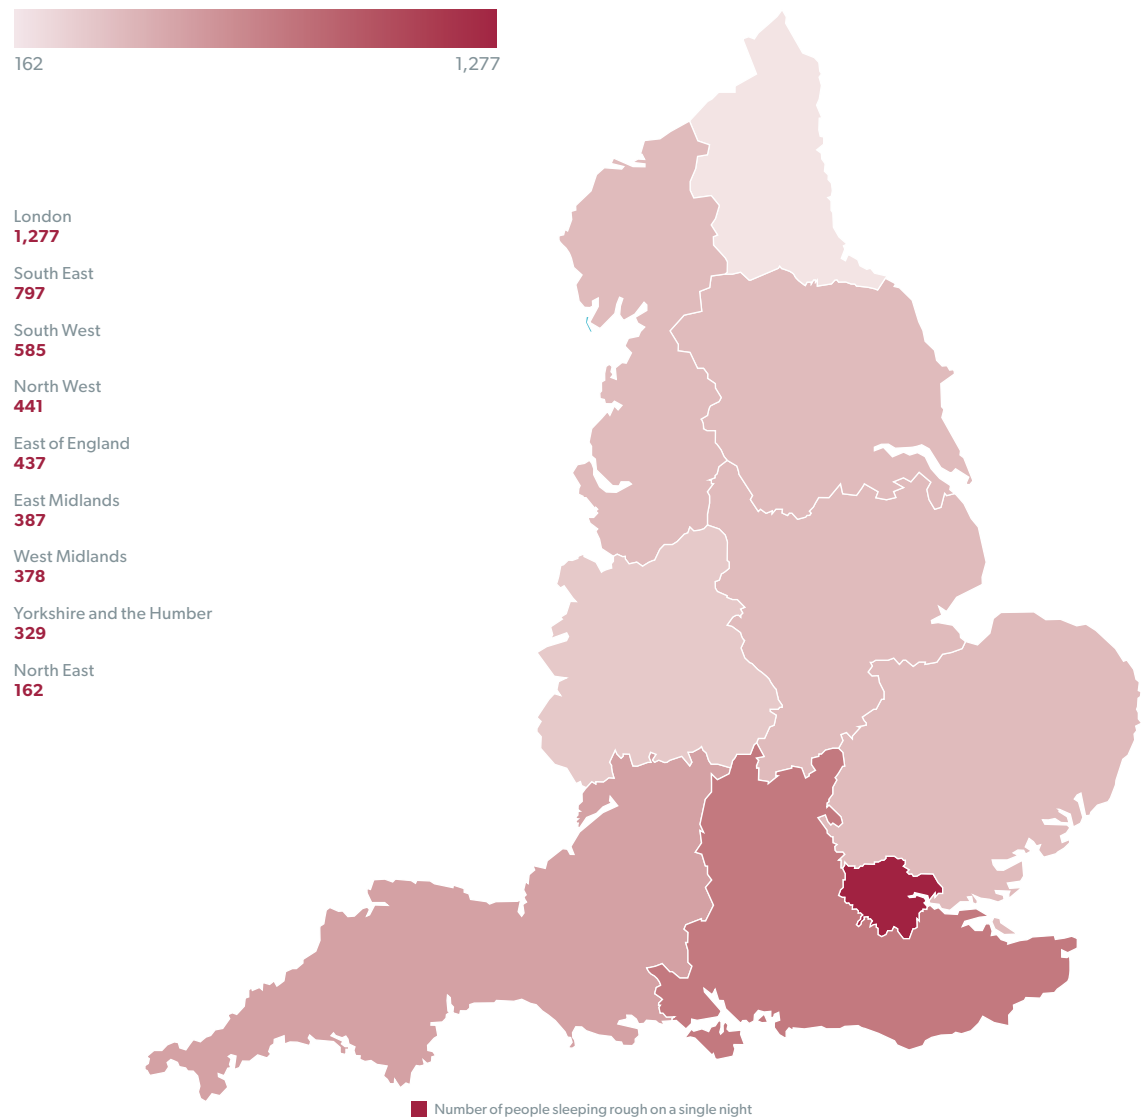 162
1,277
London
1,277
South East
797
South West
585
North West
441
East of England
437
East Midlands
387
West Midlands
378
Yorkshire and the Humber
329
North East
162
Number of people sleeping rough on a single night